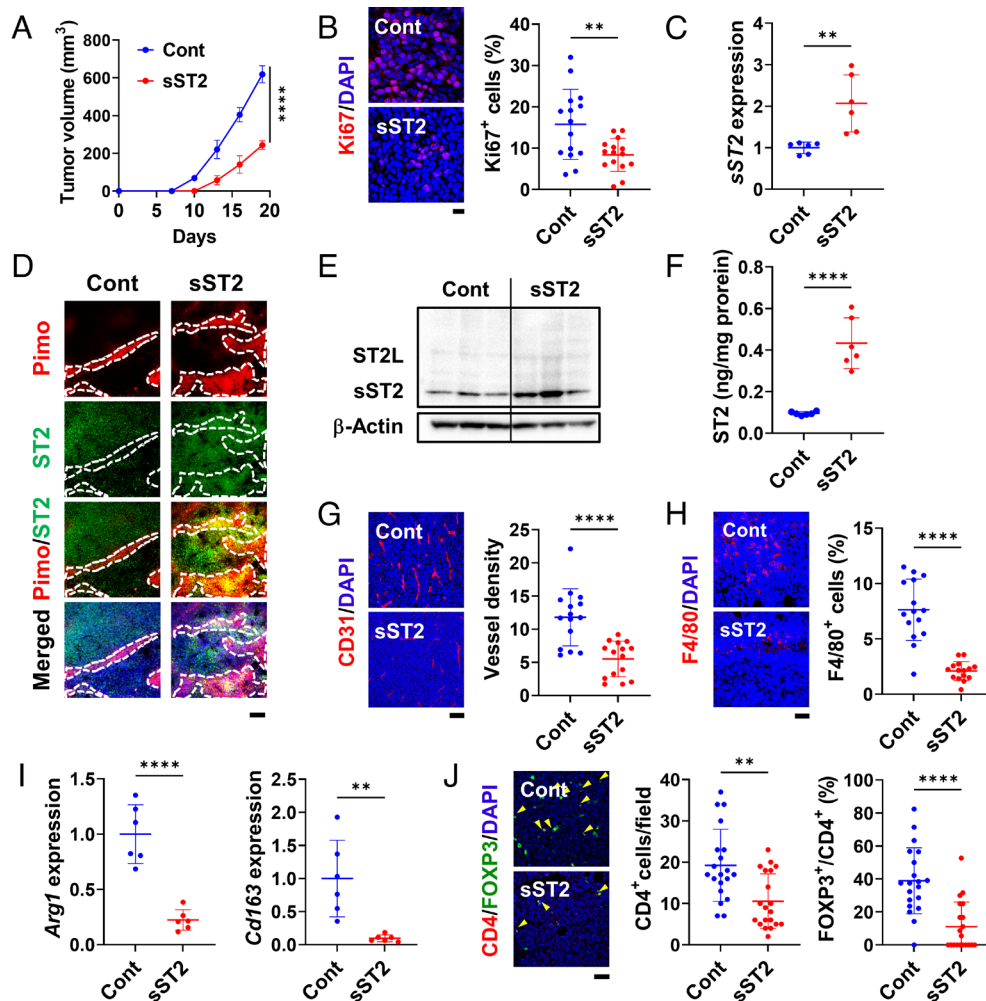 A
Tumor volume (mm3)
800
600
400
200
0
0 5 10 15 20
Days
Cont
sST2
****
B
Ki67/DAPI
Cont
sST2
Ki67+ cells (%)
40
30
20
10
0
**
Cont
sST2
C
sST2 expression
4
3
2
1
0
**
Cont
sST2
D
Cont sST2
Pimo
ST2
Pimo/ST2
Merged
E
Cont sST2
ST2L
sST2
β-Actin
F
ST2 (ng/mg prorein)
0.8
0.6
0.4
0.2
0.0
****
Cont
sST2
G
CD31/DAPI
Cont
sST2
Vessel density
25
20
15
10
5
0
****
Cont
sST2
H
F4/80/DAPI
Cont
sST2
F4/80+ cells (%)
15
10
5
0
****
Cont
sST2
I
Arg1 expression
1.5
1.0
0.5
0.0
****
Cont
sST2
Cd163 expression
2.5
2.0
1.5
1.0
0.5
0.0
**
Cont
sST2
J
CD4/FOXP3/DAPI
Cont
sST2
CD4+cells/field
40
30
20
10
0
**
Cont
sST2
FOXP3+/CD4+ (%)
100
80
60
40
20
0
****
Cont
sST2